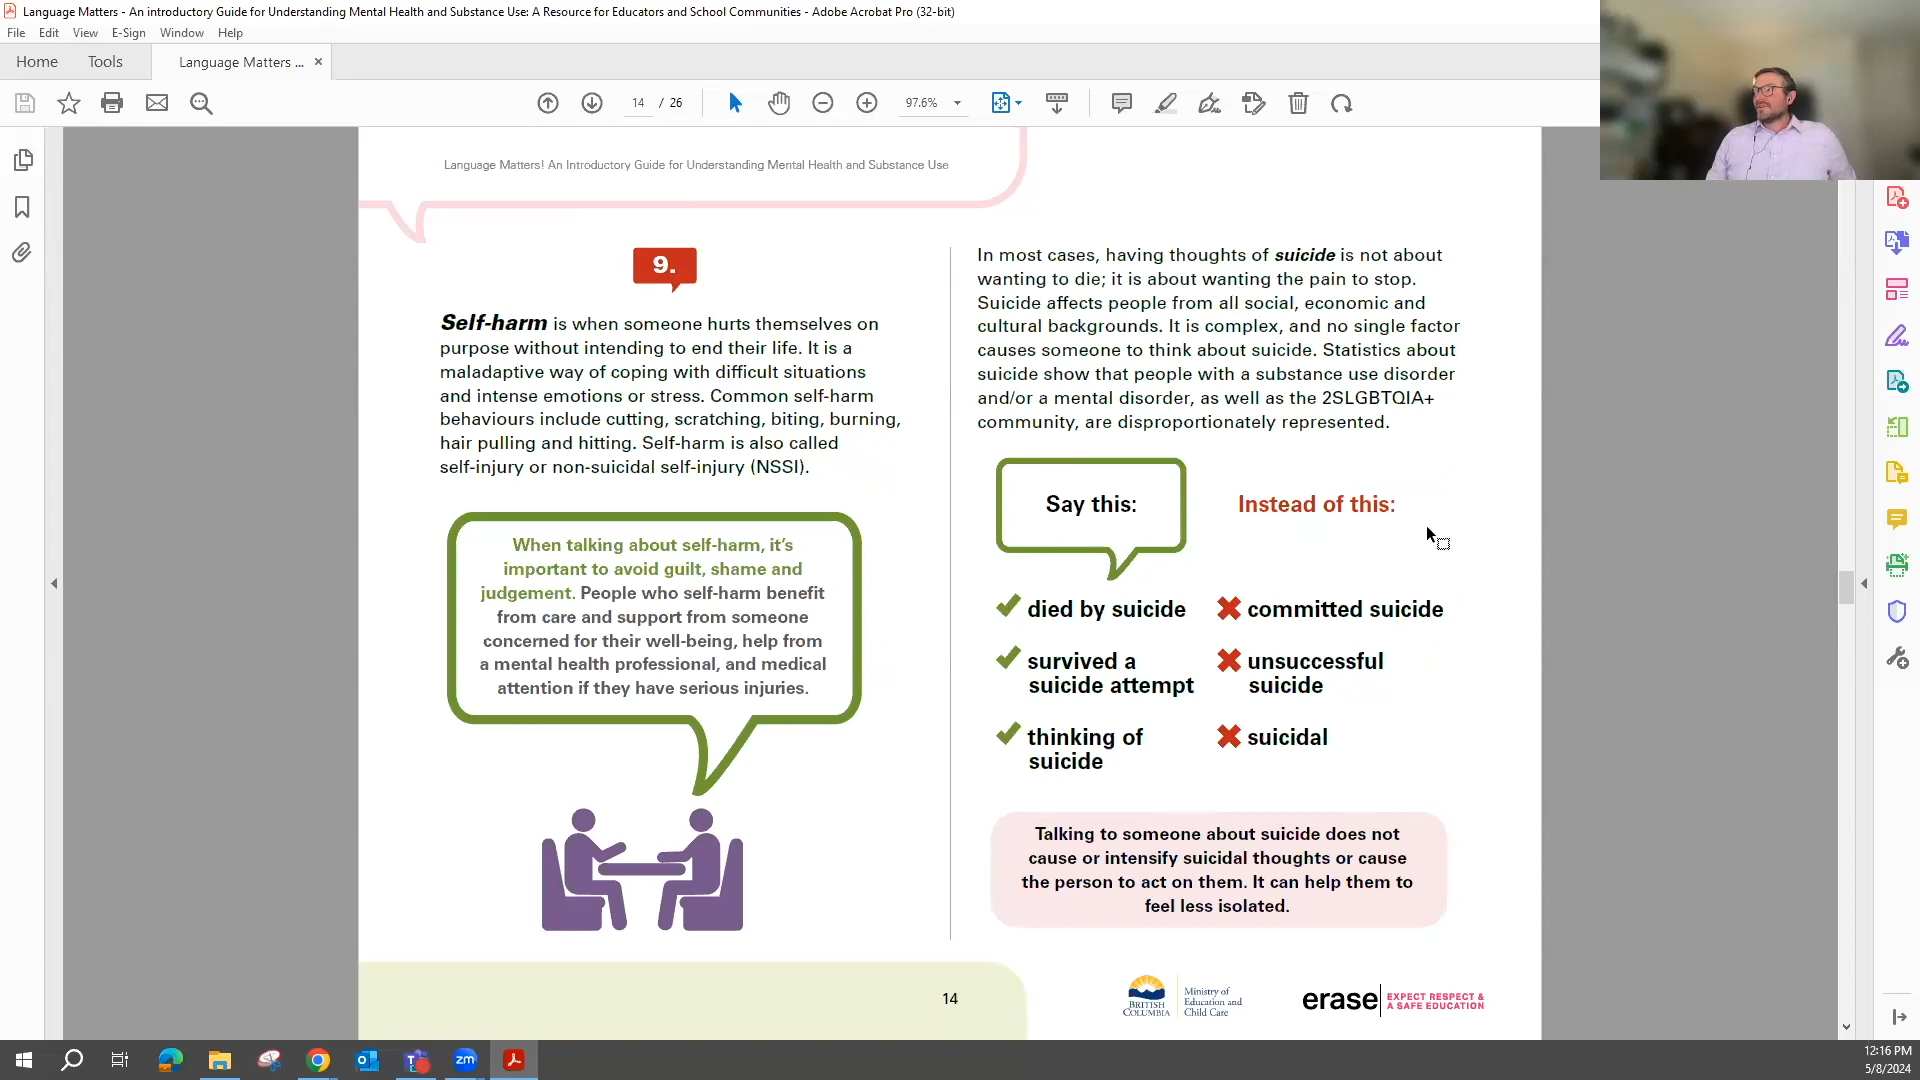 Language Matters - An introductory Guide for Understanding Mental Health and Substance Use: A Resource for Educators and School Communities - Adobe Acrobat Pro (32-bit)
File Edit View E-Sign Window Help
Home Tools Language Matters ... ×
14 / 26 97.6%
Language Matters! An Introductory Guide for Understanding Mental Health and Substance Use
9.
Self-harm is when someone hurts themselves on
purpose without intending to end their life. It is a
maladaptive way of coping with difficult situations
and intense emotions or stress. Common self-harm
behaviours include cutting, scratching, biting, burning,
hair pulling and hitting. Self-harm is also called
self-injury or non-suicidal self-injury (NSSI).
When talking about self-harm, it's
important to avoid guilt, shame and
judgement. People who self-harm benefit
from care and support from someone
concerned for their well-being, help from
a mental health professional, and medical
attention if they have serious injuries.
In most cases, having thoughts of suicide is not about
wanting to die; it is about wanting the pain to stop.
Suicide affects people from all social, economic and
cultural backgrounds. It is complex, and no single factor
causes someone to think about suicide. Statistics about
suicide show that people with a substance use disorder
and/or a mental disorder, as well as the 2SLGBTQIA+
community, are disproportionately represented.
Say this:
Instead of this:
died by suicide
committed suicide
survived a
suicide attempt
unsuccessful
suicide
thinking of
suicide
suicidal
Talking to someone about suicide does not
cause or intensify suicidal thoughts or cause
the person to act on them. It can help them to
feel less isolated.
14
BRITISH
COLUMBIA
Ministry of
Education and
Child Care
erase
EXPECT RESPECT &
A SAFE EDUCATION
zm
12:16 PM
5/8/2024